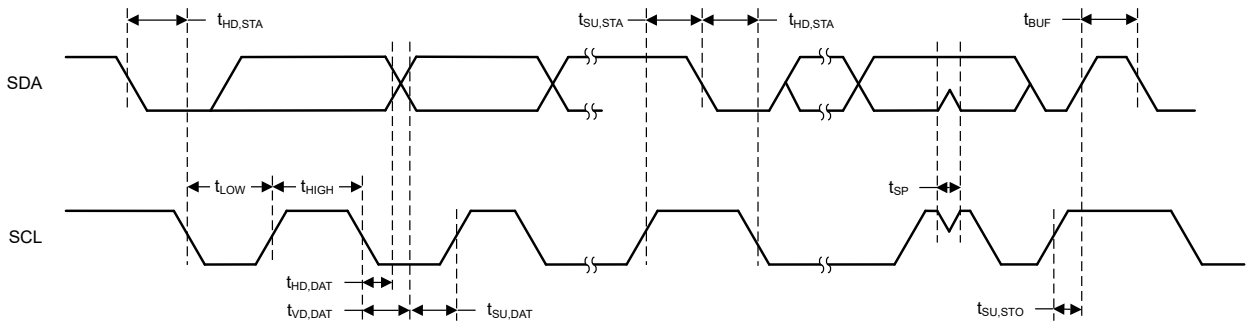 tHD,STA
tSU,STA
tHD,STA
tBUF
SDA
tLOW
tHIGH
tSP
SCL
tHD,DAT
tVD,DAT
tSU,DAT
tSU,STO